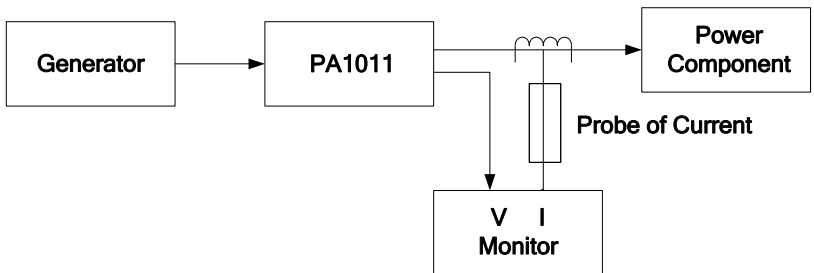 Generator
PA1011
Power
Component
Probe of Current
V I
Monitor